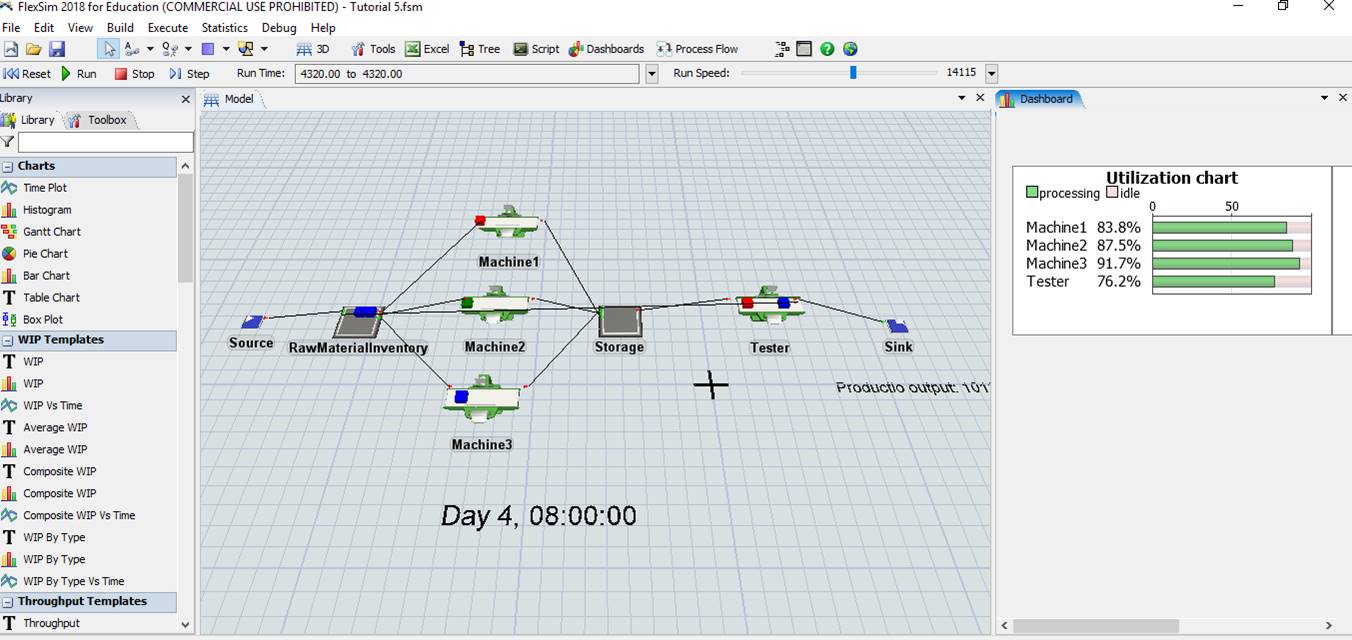 FlexSim 2018 for Education (COMMERCIAL USE PROHIBITED) - Tutorial 5.fsm
File Edit View Build Execute Statistics Debug Help
3D Tools Excel Tree Script Dashboards Process Flow
Reset Run Stop Step Run Time: 4320.00 to 4320.00 Run Speed: 14115
Library
Library Toolbox
Charts
Time Plot
Histogram
Gantt Chart
Pie Chart
Bar Chart
Table Chart
Box Plot
WIP Templates
WIP
WIP
WIP Vs Time
Average WIP
Average WIP
Composite WIP
Composite WIP
Composite WIP Vs Time
WIP By Type
WIP By Type
WIP By Type Vs Time
Throughput Templates
Throughput
Model
Machine1
Source
RawMaterialInventory
Machine2
Storage
Tester
Sink
Productio output:
Machine3
Day 4, 08:00:00
Dashboard
Utilization chart
processing idle
0 50
Machine1 83.8%
Machine2 87.5%
Machine3 91.7%
Tester 76.2%